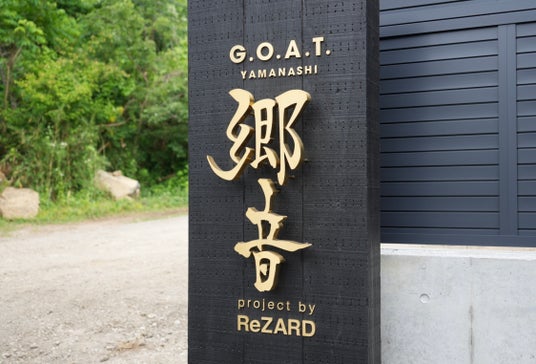 G.O.A.T.
YAMANASHI
郷音
project by
ReZARD